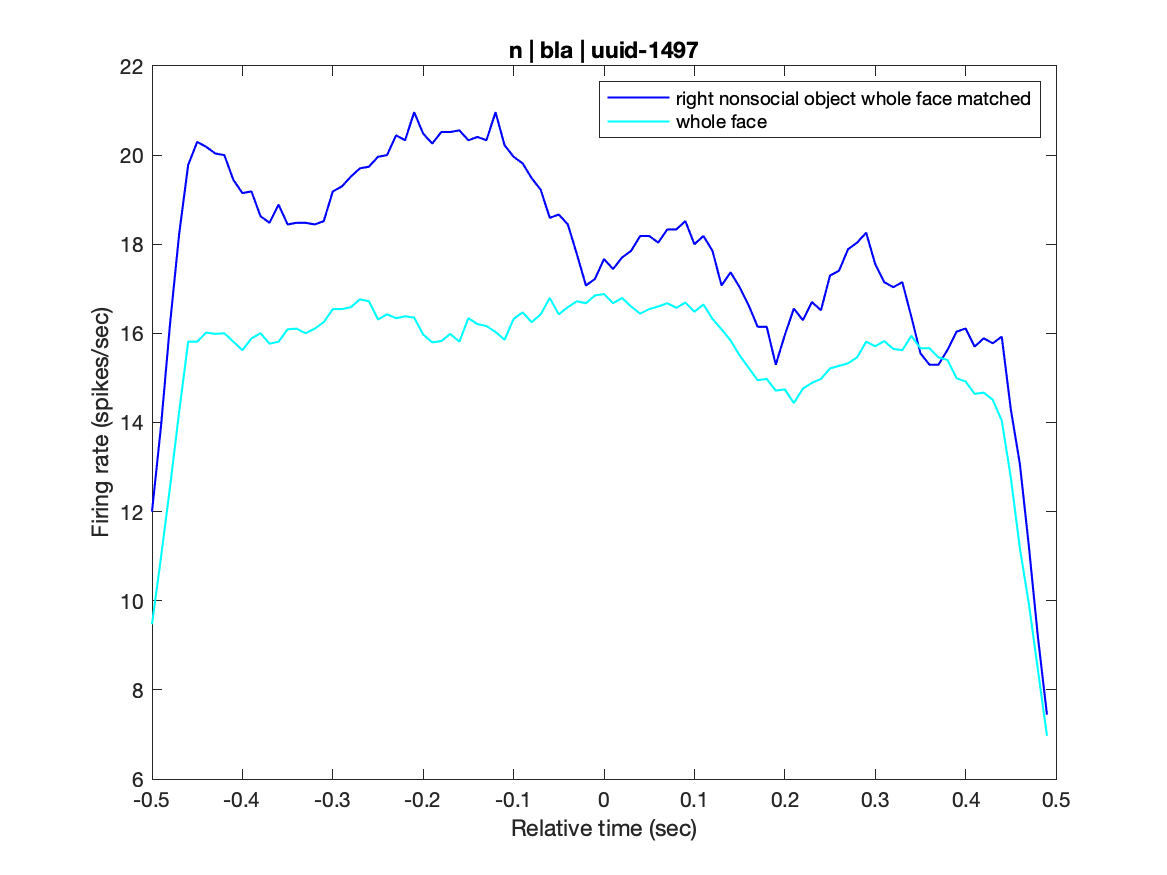 n | bla | uuid-1497
right nonsocial object whole face matched
whole face
Firing rate (spikes/sec)
22
20
18
16
14
12
10
8
6
-0.5 -0.4 -0.3 -0.2 -0.1 0 0.1 0.2 0.3 0.4 0.5
Relative time (sec)